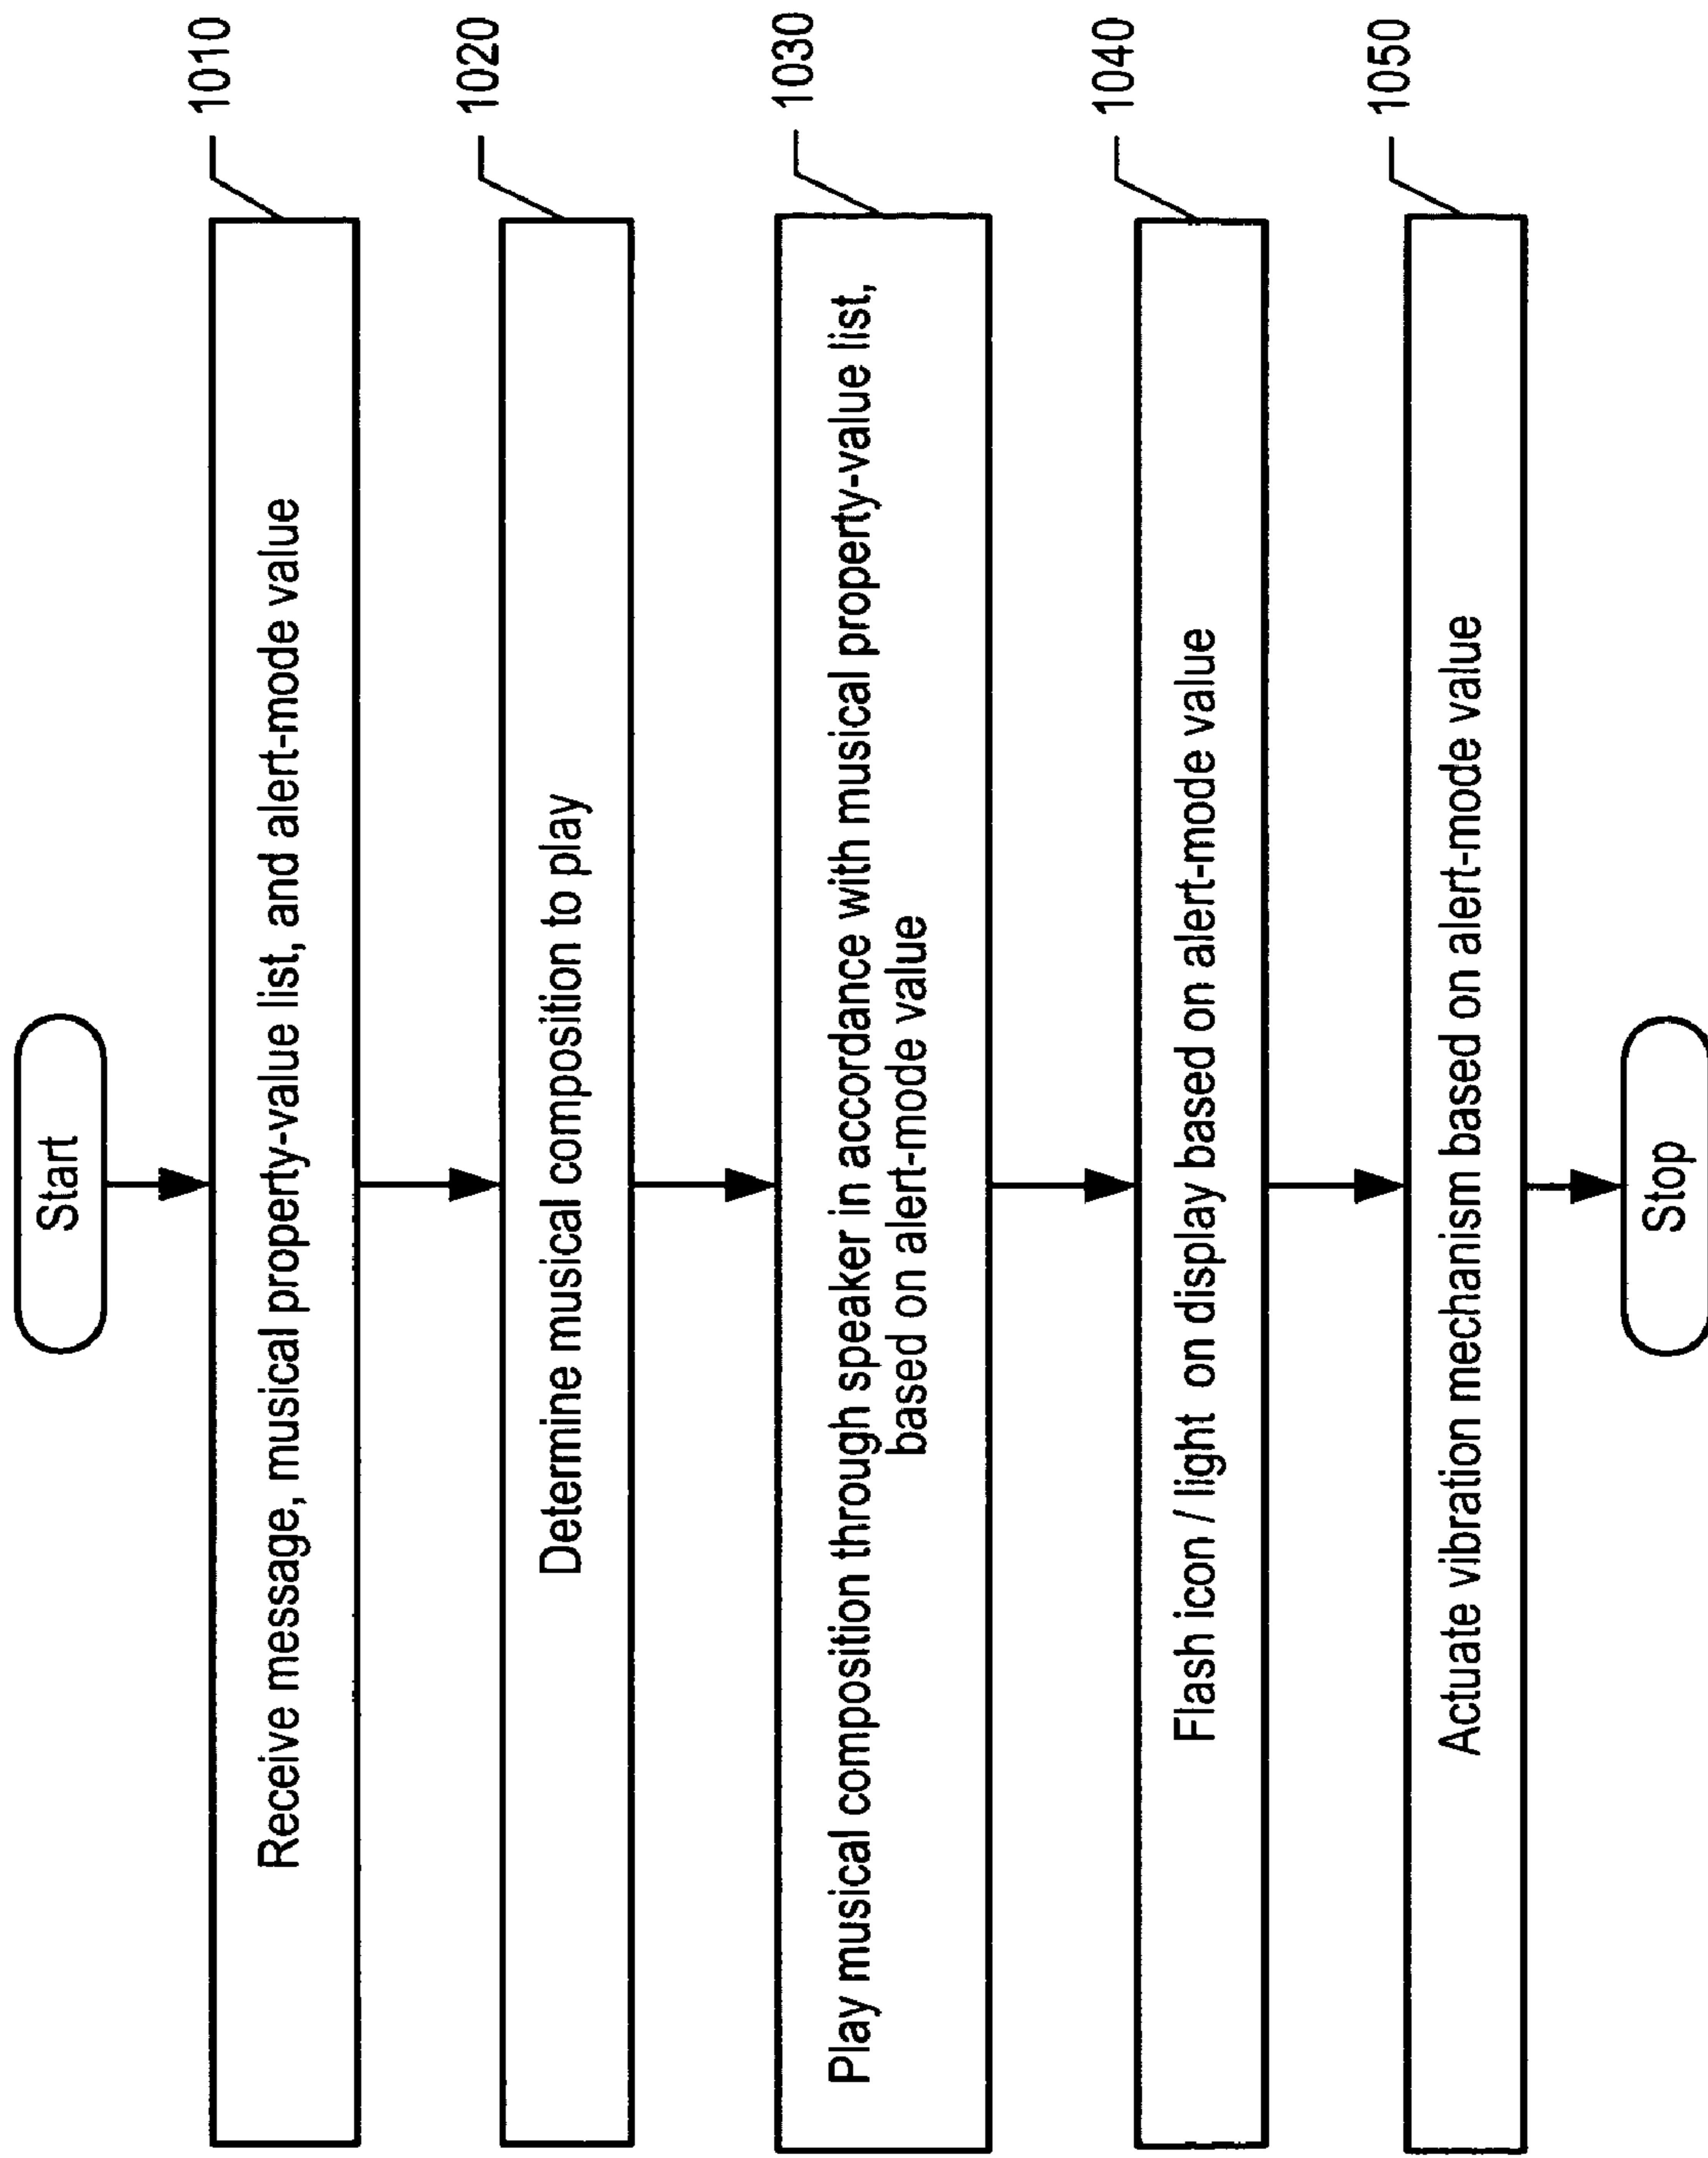 Start
Receive message, musical property-value list, and alert-mode value
1010
Determine musical composition to play
1020
Play musical composition through speaker in accordance with musical property-value list,
based on alert-mode value
1030
Flash icon / light on display based on alert-mode value
1040
Actuate vibration mechanism based on alert-mode value
1050
Stop